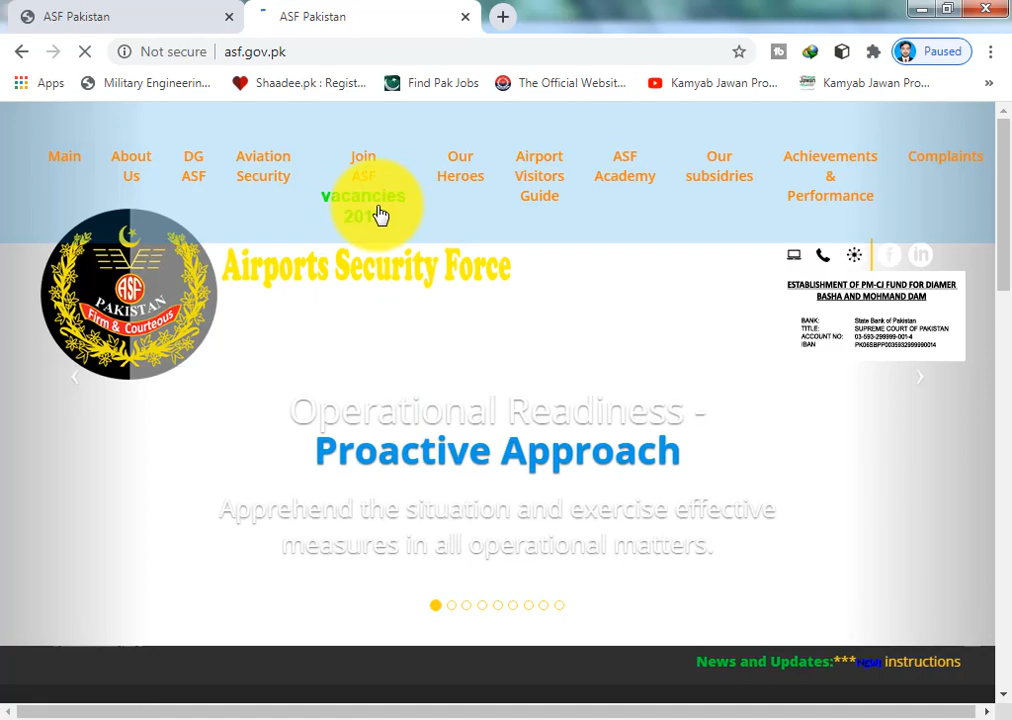 ASF Pakistan
ASF Pakistan
Not secure
asf.gov.pk
Paused
Apps
Military Engineerin...
Shaadee.pk : Regist...
Find Pak Jobs
The Official Websit...
Kamyab Jawan Pro...
Kamyab Jawan Pro...
»
Main
About Us
DG ASF
Aviation Security
Join ASF
vacancies
Our Heroes
Airport Visitors Guide
ASF Academy
Our subsidries
Achievements & Performance
Complaints
ASF
PAKISTAN
Firm & Courteous
Airports Security Force
f in
ESTABLISHMENT OF PM-CJ FUND FOR DIAMER
BASHA AND MOHMAND DAM
BANK: State Bank of Pakistan
TITLE: SUPREME COURT OF PAKISTAN
ACCOUNT NO: 03-593-299999-001-4
IBAN PK06SBPP0035932999990014
Operational Readiness -
Proactive Approach
Apprehend the situation and exercise effective
measures in all operational matters.
News and Updates:*** NEW! instructions